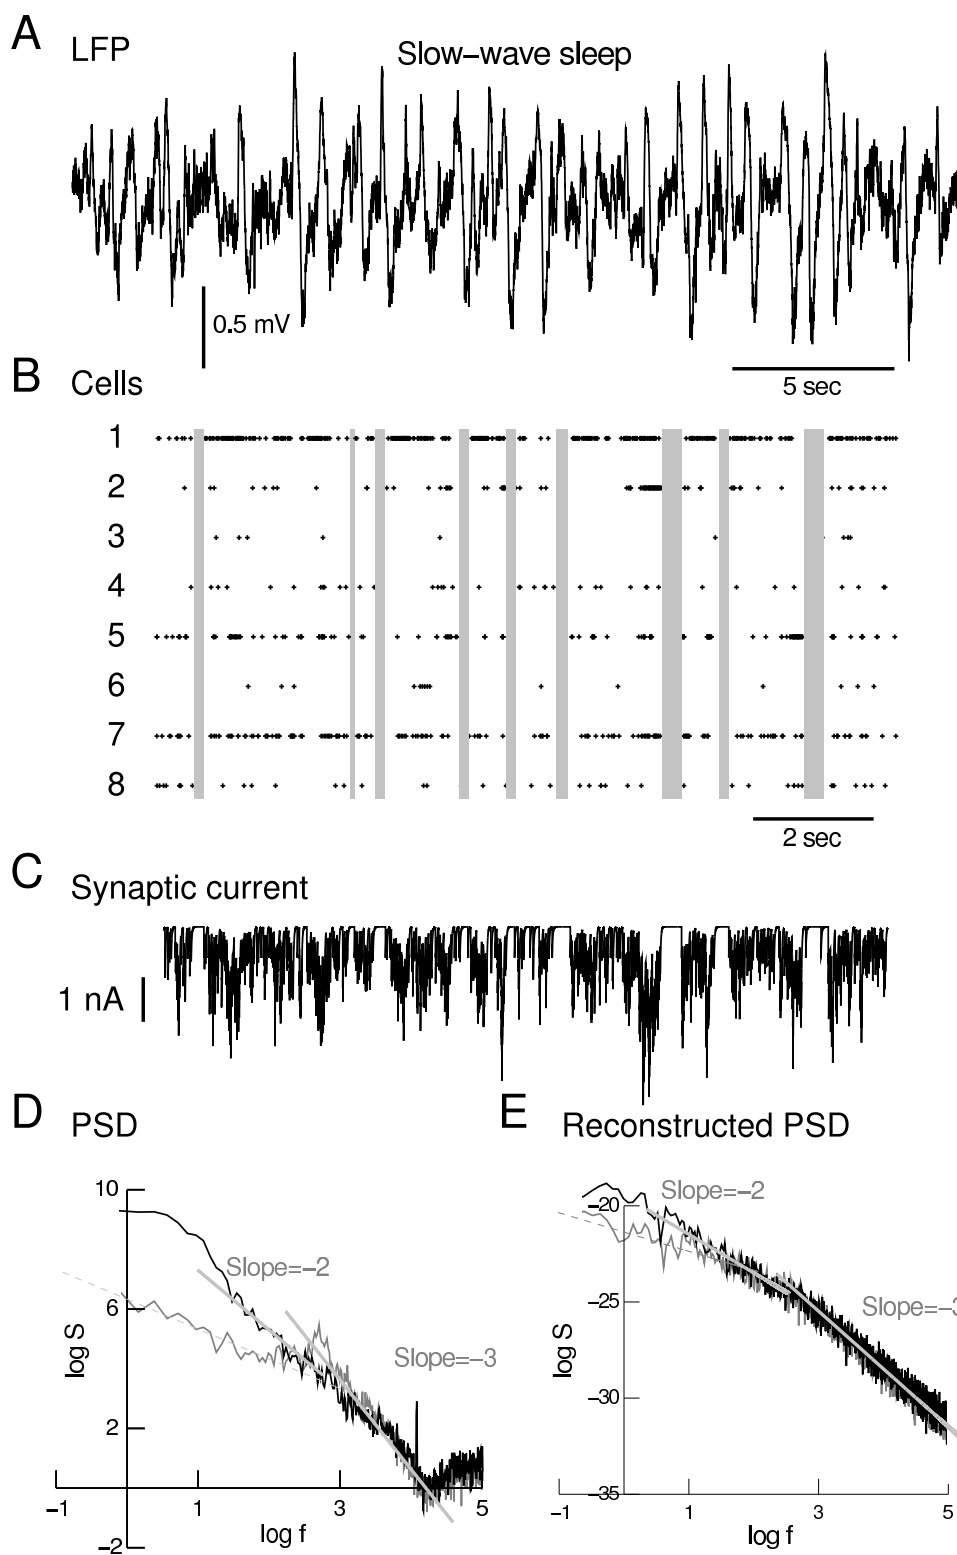 A
LFP
Slow–wave sleep
0.5 mV
5 sec
B
Cells
1
2
3
4
5
6
7
8
2 sec
C
Synaptic current
1 nA
D
PSD
E
Reconstructed PSD
10
6
2
−2
log S
Slope=−2
Slope=−3
−1
1
3
5
log f
−20
−25
−30
−35
log S
Slope=−2
Slope=−3
−1
1
3
5
log f